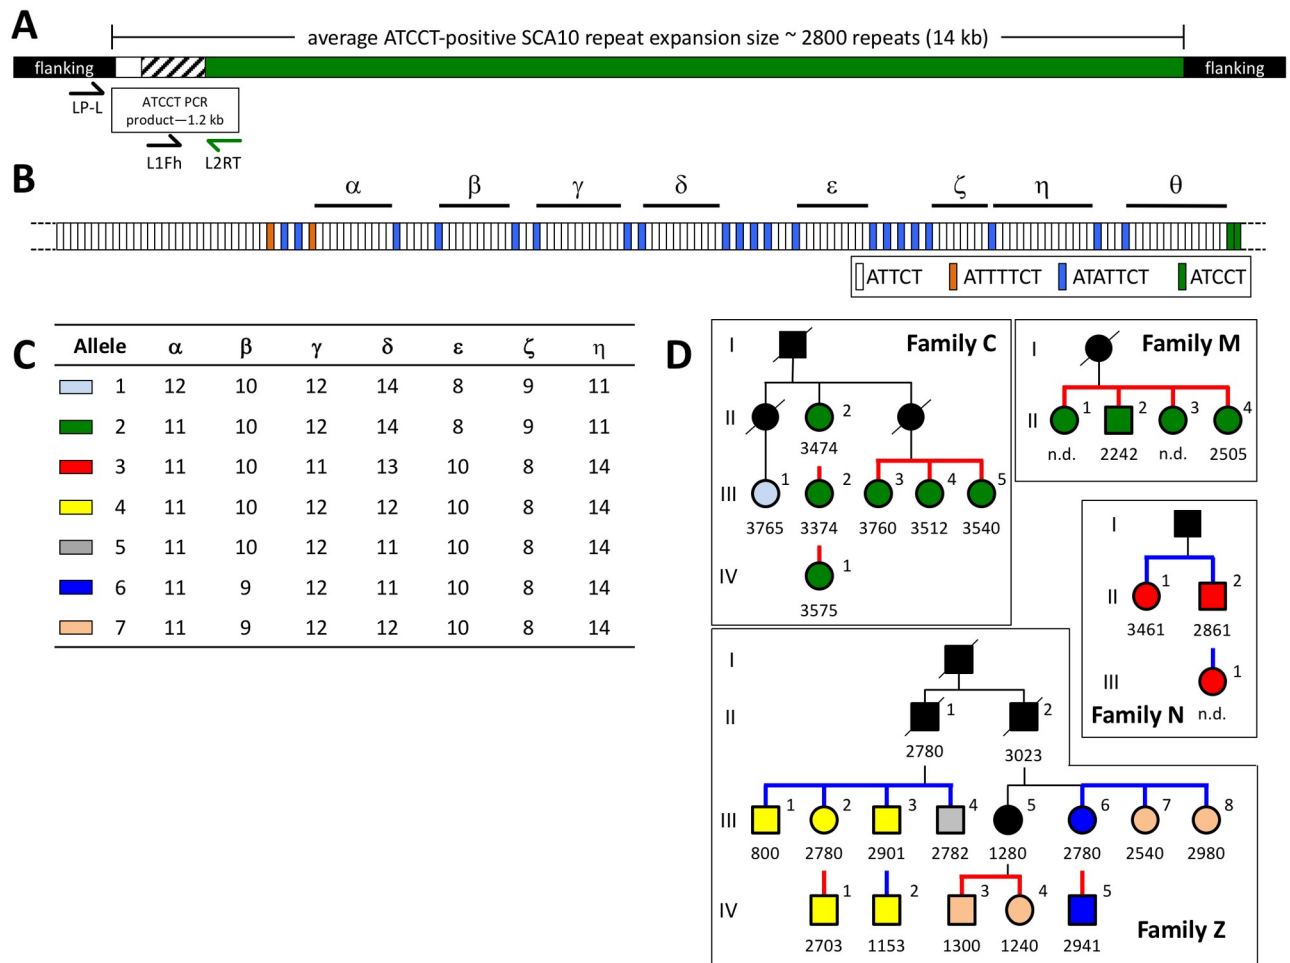 A
average ATCCT-positive SCA10 repeat expansion size ~ 2800 repeats (14 kb)
flanking
flanking
LP-L
ATCCT PCR
product—1.2 kb
L1Fh
L2RT
B
α β γ δ ε ζ η θ
ATTCT ATTTTCT ATATTCT ATCCT
C
Allele α β γ δ ε ζ η
1 12 10 12 14 8 9 11
2 11 10 12 14 8 9 11
3 11 10 11 13 10 8 14
4 11 10 12 12 10 8 14
5 11 10 12 11 10 8 14
6 11 9 12 11 10 8 14
7 11 9 12 12 10 8 14
D
Family C
I
II
2
3474
III
1 2 3 4 5
3765 3374 3760 3512 3540
IV
1
3575
Family M
I
II
1 2 3 4
n.d. 2242 n.d. 2505
I
II
1 2
3461 2861
III
1
Family N n.d.
I
II
1 2
2780 3023
III
1 2 3 4 5 6 7 8
800 2780 2901 2782 1280 2780 2540 2980
IV
1 2 3 4 5
2703 1153 1300 1240 2941
Family Z